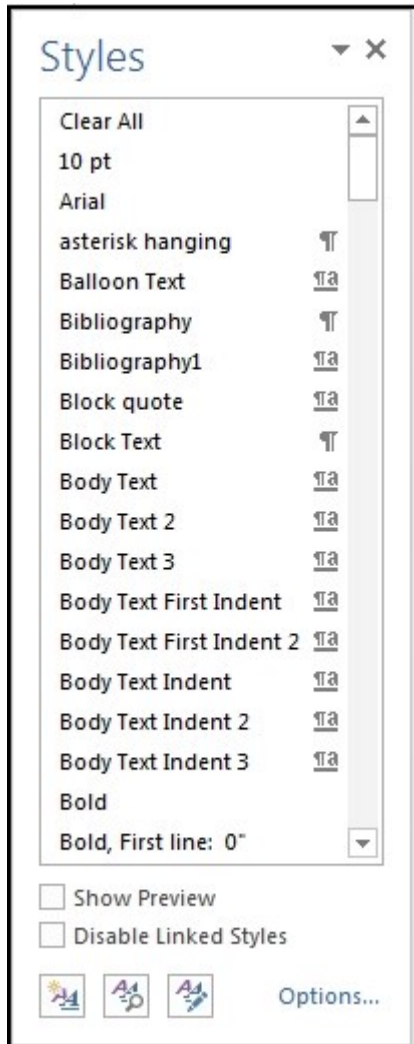 Styles
Clear All
10 pt
Arial
asterisk hanging ¶
Balloon Text ¶a
Bibliography ¶
Bibliography1 ¶a
Block quote ¶a
Block Text ¶
Body Text ¶a
Body Text 2 ¶a
Body Text 3 ¶a
Body Text First Indent ¶a
Body Text First Indent 2 ¶a
Body Text Indent ¶a
Body Text Indent 2 ¶a
Body Text Indent 3 ¶a
Bold
Bold, First line:  0"
Show Preview
Disable Linked Styles
Options...